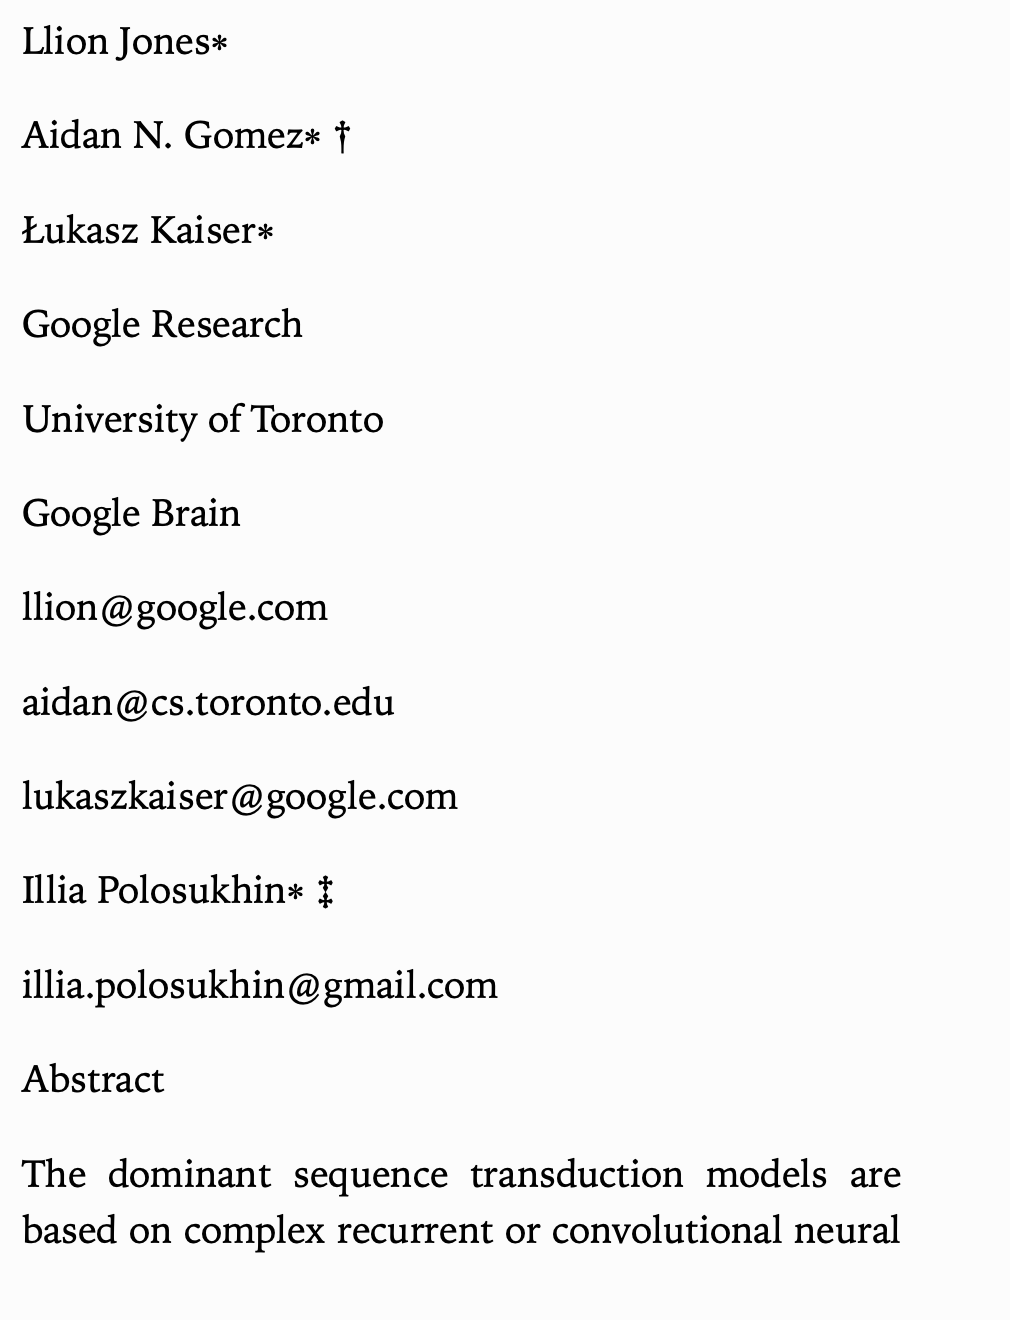 Llion Jones∗
Aidan N. Gomez∗ †
Łukasz Kaiser∗
Google Research
University of Toronto
Google Brain
llion@google.com
aidan@cs.toronto.edu
lukaszkaiser@google.com
Illia Polosukhin∗ ‡
illia.polosukhin@gmail.com
Abstract
The dominant sequence transduction models are
based on complex recurrent or convolutional neural